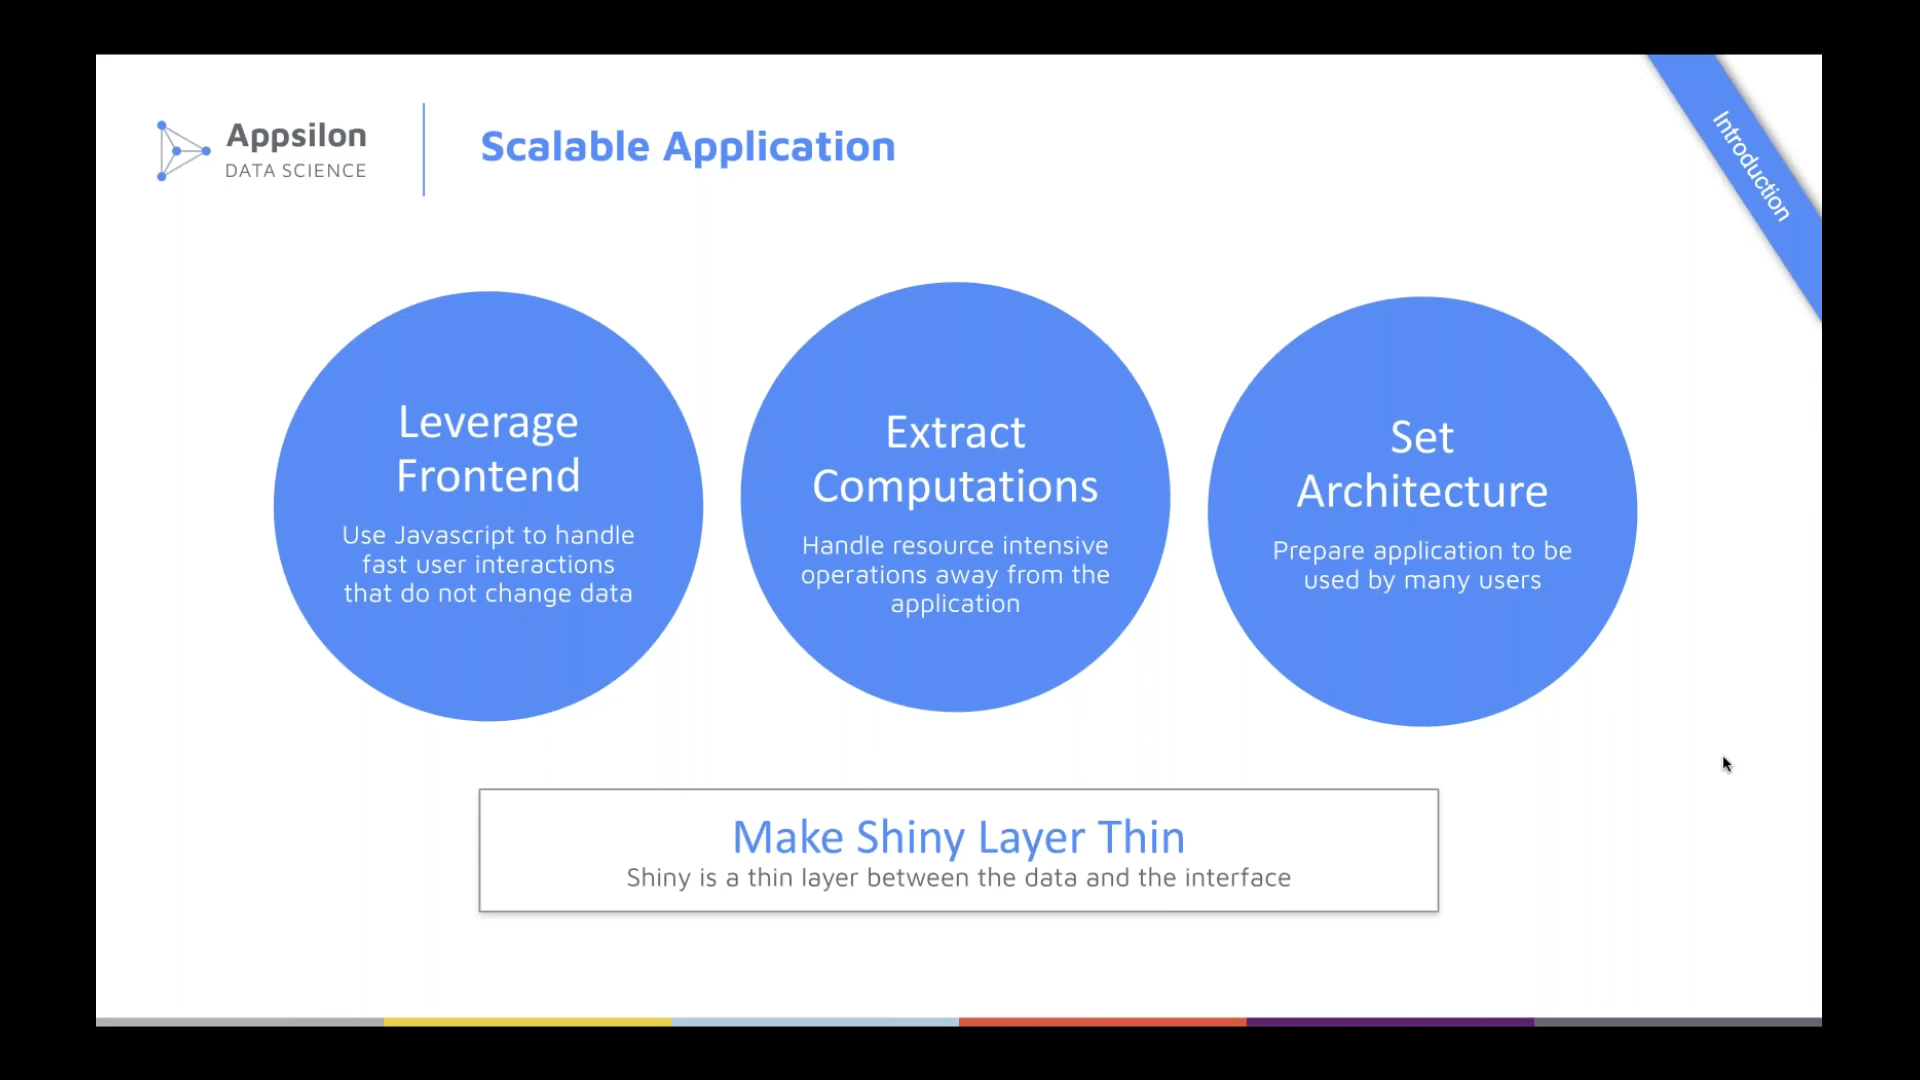 Appsilon
DATA SCIENCE
Scalable Application
Introduction
Leverage
Frontend
Use Javascript to handle
fast user interactions
that do not change data
Extract
Computations
Handle resource intensive
operations away from the
application
Set
Architecture
Prepare application to be
used by many users
Make Shiny Layer Thin
Shiny is a thin layer between the data and the interface